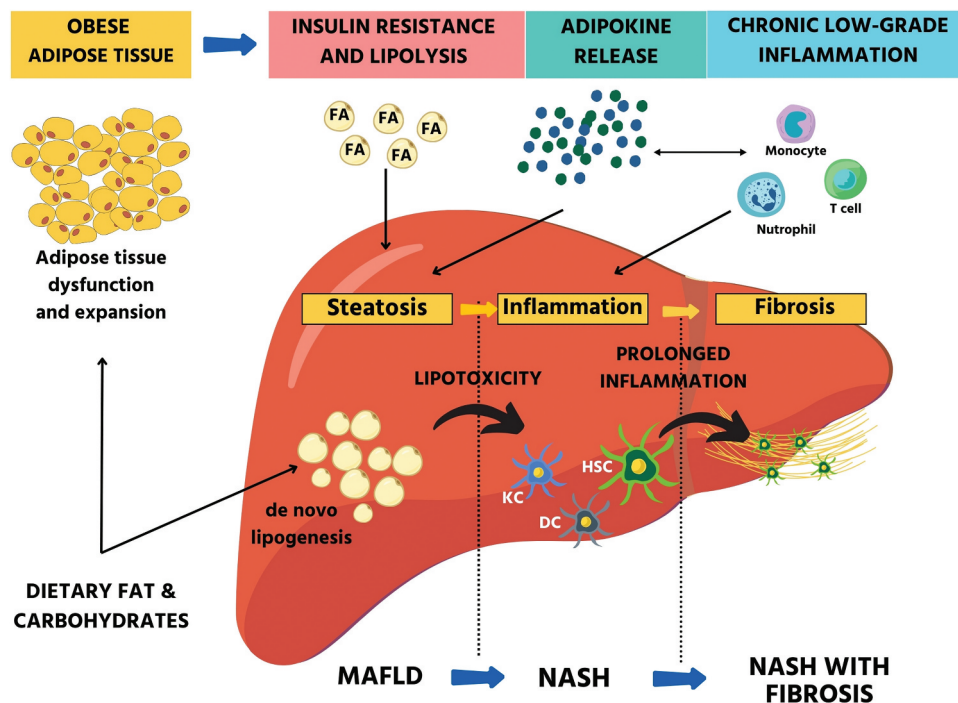 OBESE
ADIPOSE TISSUE
INSULIN RESISTANCE
AND LIPOLYSIS
ADIPOKINE
RELEASE
CHRONIC LOW-GRADE
INFLAMMATION
FA
FA
FA
FA
FA
Monocyte
T cell
Nutrophil
Adipose tissue
dysfunction
and expansion
Steatosis
Inflammation
Fibrosis
LIPOTOXICITY
PROLONGED
INFLAMMATION
HSC
KC
DC
de novo
lipogenesis
DIETARY FAT &
CARBOHYDRATES
MAFLD
NASH
NASH WITH
FIBROSIS